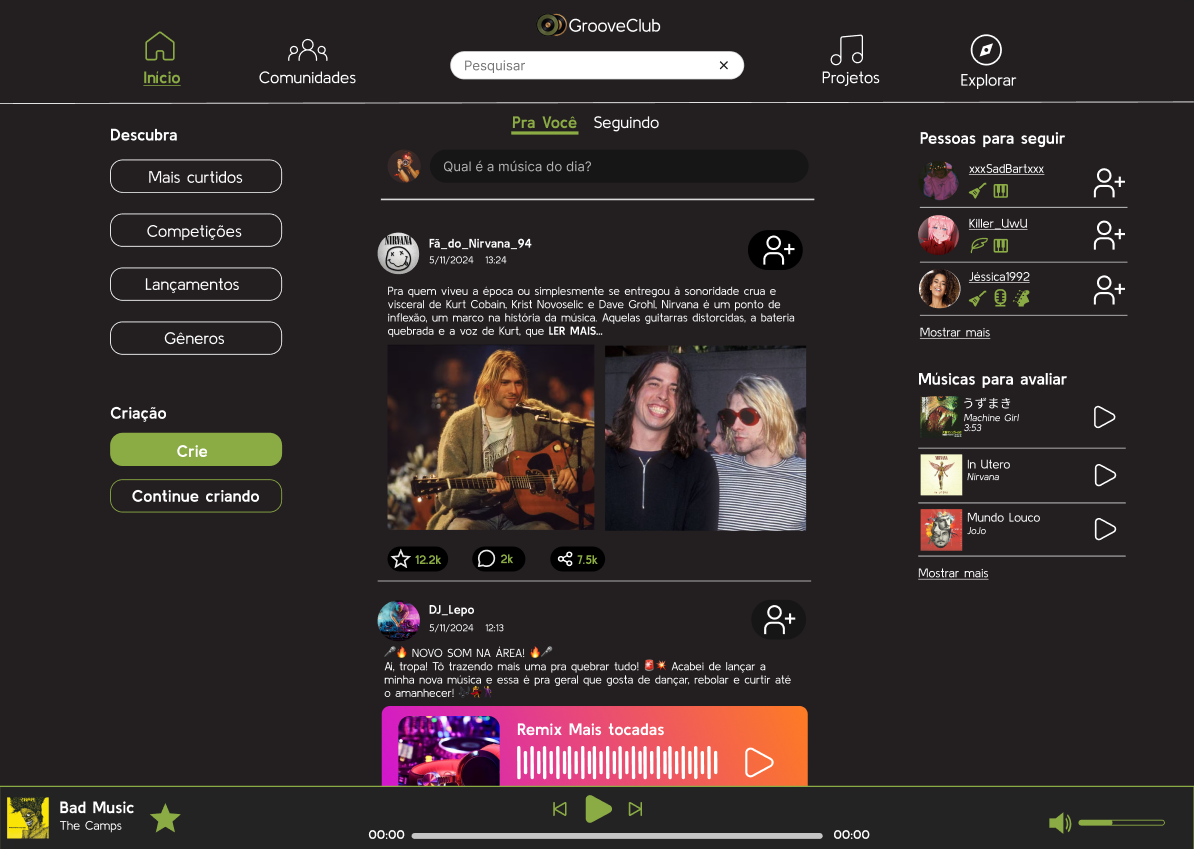 GrooveClub
Início
Comunidades
Pesquisar
Projetos
Explorar
Descubra
Mais curtidos
Competições
Lançamentos
Gêneros
Criação
Crie
Continue criando
Pra Você Seguindo
Qual é a música do dia?
NIRVANA
Fã_do_Nirvana_94
5/11/2024 13:24
Pra quem viveu a época ou simplesmente se entregou à sonoridade crua e
visceral de Kurt Cobain, Krist Novoselic e Dave Grohl, Nirvana é um ponto de
inflexão, um marco na história da música. Aquelas guitarras distorcidas, a bateria
quebrada e a voz de Kurt, que LER MAIS...
12.2k 2k 7.5k
DJ_Lepo
5/11/2024 12:13
🎤🔥 NOVO SOM NA ÁREA! 🔥🎤
Ai, tropa! Tô trazendo mais uma pra quebrar tudo! 🚨💥 Acabei de lançar a
minha nova música e essa é pra geral que gosta de dançar, rebolar e curtir até
o amanhecer! 🎶💃🕺
Remix Mais tocadas
Pessoas para seguir
xxxSadBartxxx
Killer_UwU
Jéssica1992
Mostrar mais
Músicas para avaliar
うずまき
Machine Girl
3:53
In Utero
Nirvana
Mundo Louco
JoJo
Mostrar mais
Bad Music
The Camps
00:00 00:00